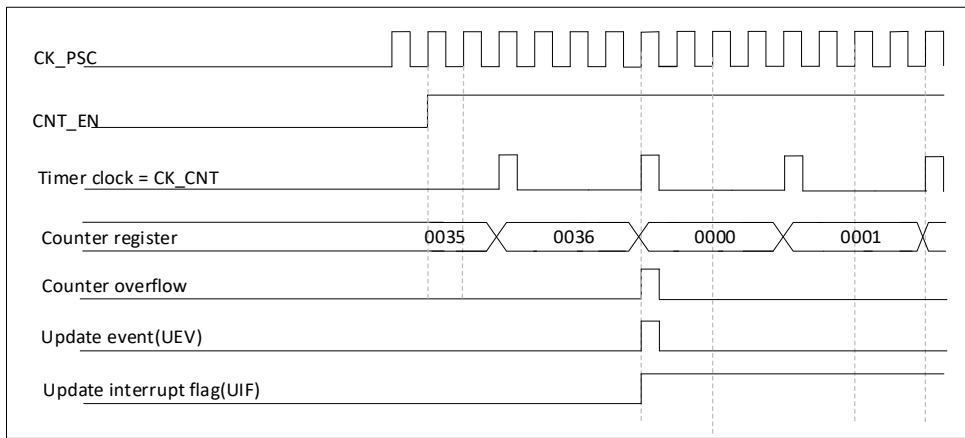 CK_PSC
CNT_EN
Timer clock = CK_CNT
Counter register 0035 0036 0000 0001
Counter overflow
Update event(UEV)
Update interrupt flag(UIF)